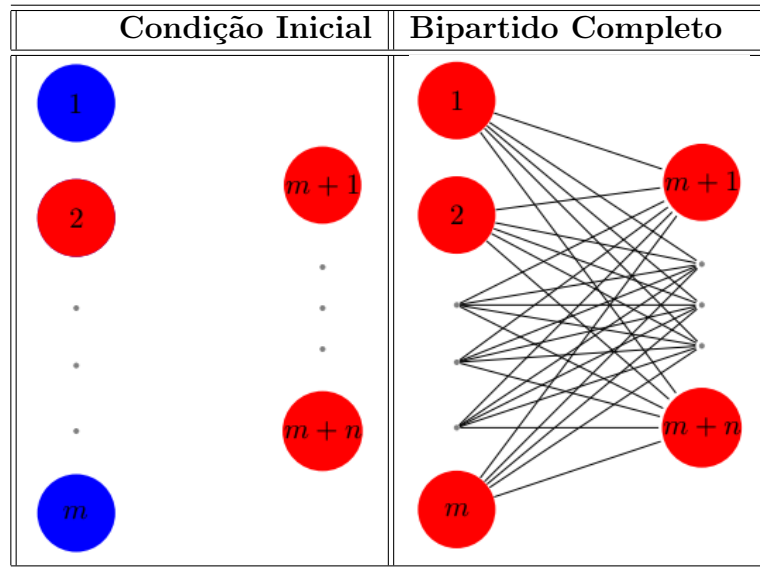 Condição Inicial
Bipartido Completo
1
2
m
m + 1
m + n
1
2
m
m + 1
m + n